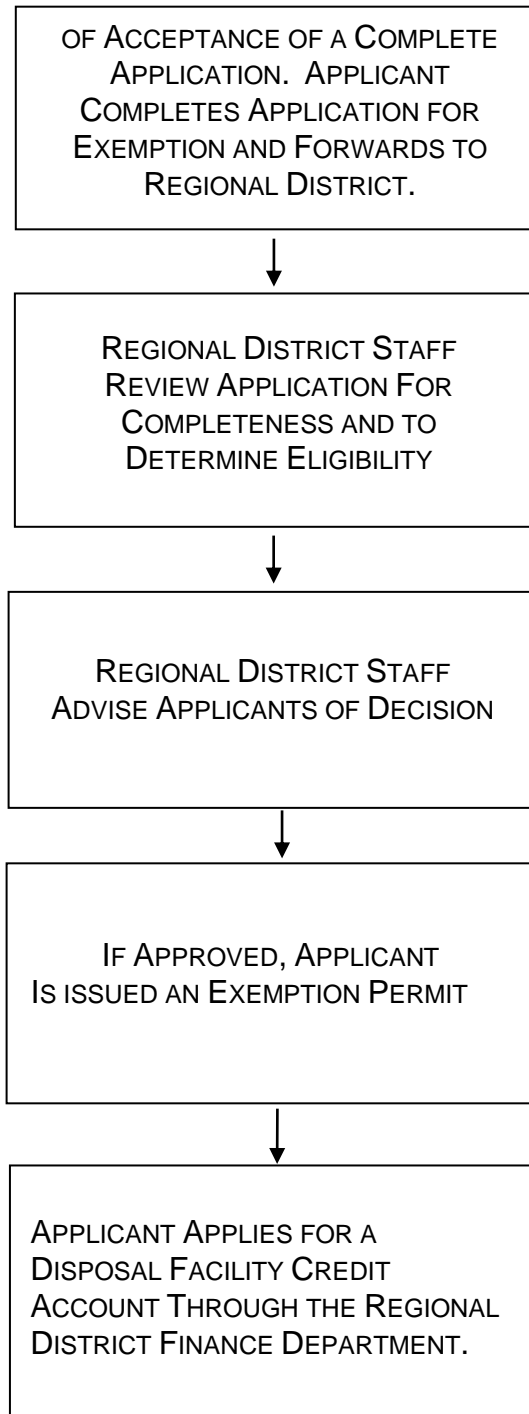 OF ACCEPTANCE OF A COMPLETE
APPLICATION. APPLICANT
COMPLETES APPLICATION FOR
EXEMPTION AND FORWARDS TO
REGIONAL DISTRICT.
REGIONAL DISTRICT STAFF
REVIEW APPLICATION FOR
COMPLETENESS AND TO
DETERMINE ELIGIBILITY
REGIONAL DISTRICT STAFF
ADVISE APPLICANTS OF DECISION
IF APPROVED, APPLICANT
IS ISSUED AN EXEMPTION PERMIT
APPLICANT APPLIES FOR A
DISPOSAL FACILITY CREDIT
ACCOUNT THROUGH THE REGIONAL
DISTRICT FINANCE DEPARTMENT.